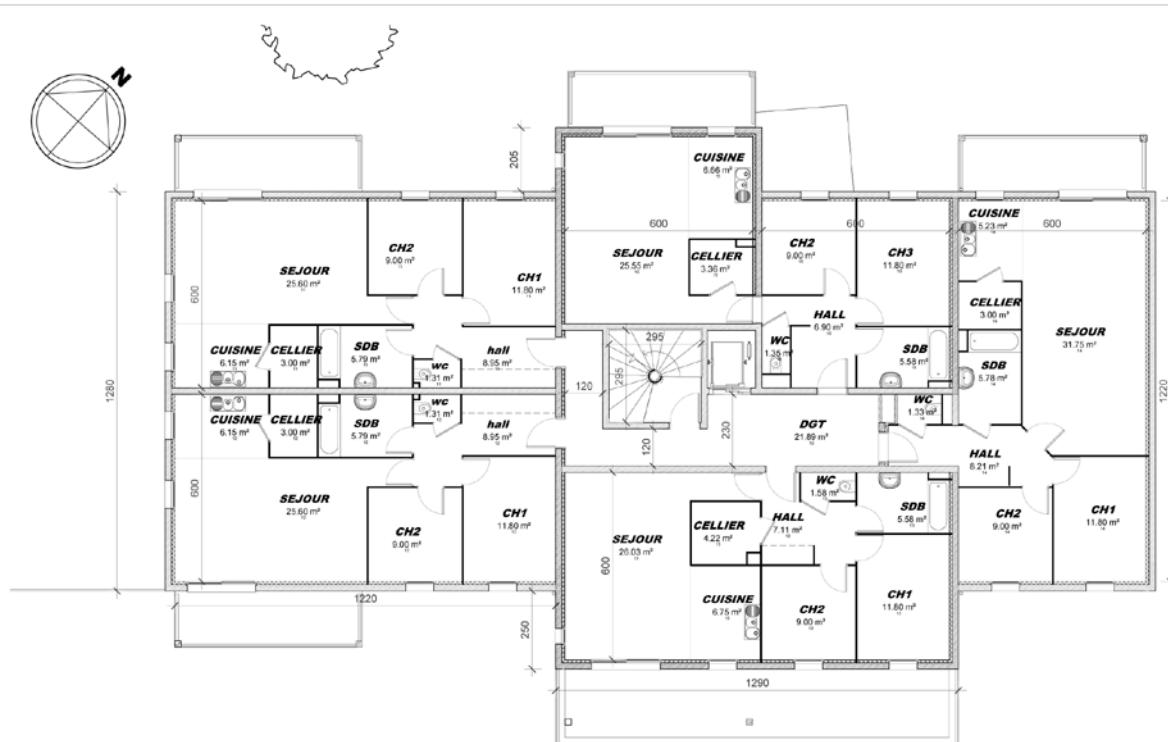 N
205
CUISINE
6.66 m²
600
SEJOUR
25.55 m²
CELLIER
3.36 m²
CH2
9.00 m²
SEJOUR
25.60 m²
CH1
11.80 m²
600
CUISINE
6.15 m²
CELLIER
3.00 m²
SDB
5.79 m²
WC
1.31 m²
hall
8.95 m²
600
CH2
9.00 m²
CH3
11.80 m²
HALL
6.90 m²
WC
1.35 m²
SDB
5.58 m²
CUISINE
5.23 m²
600
CELLIER
3.00 m²
SEJOUR
31.75 m²
SDB
5.78 m²
WC
1.33 m²
HALL
8.21 m²
CH2
9.00 m²
CH1
11.80 m²
1220
1280
295
295
120
120
230
DGT
21.89 m²
CUISINE
6.15 m²
CELLIER
3.00 m²
SDB
5.79 m²
WC
1.31 m²
hall
8.95 m²
600
SEJOUR
25.60 m²
CH2
9.00 m²
CH1
11.80 m²
1220
250
SEJOUR
26.03 m²
600
CELLIER
4.22 m²
HALL
7.11 m²
WC
1.58 m²
SDB
5.58 m²
CUISINE
6.75 m²
CH2
9.00 m²
CH1
11.80 m²
1290